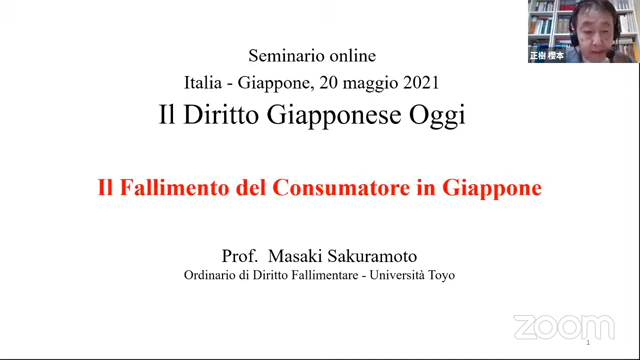 Seminario online
Italia - Giappone, 20 maggio 2021
Il Diritto Giapponese Oggi
Il Fallimento del Consumatore in Giappone
Prof. Masaki Sakuramoto
Ordinario di Diritto Fallimentare - Università Toyo
正樹 櫻本
zoom
1